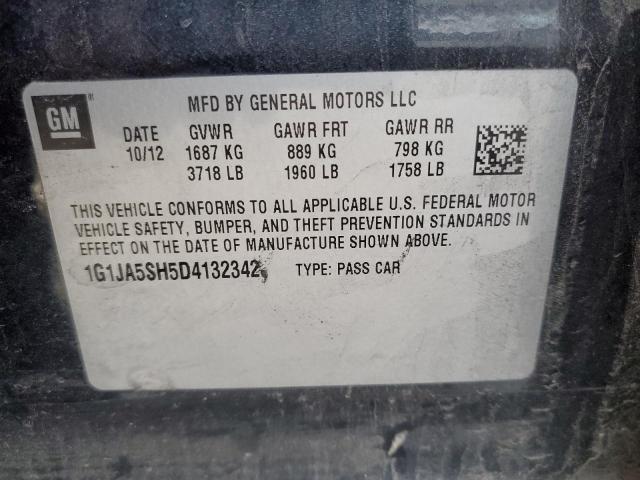 GM ®
MFD BY GENERAL MOTORS LLC
DATE GVWR GAWR FRT GAWR RR
10/12 1687 KG 889 KG 798 KG
3718 LB 1960 LB 1758 LB
THIS VEHICLE CONFORMS TO ALL APPLICABLE U.S. FEDERAL MOTOR
VEHICLE SAFETY, BUMPER, AND THEFT PREVENTION STANDARDS IN
EFFECT ON THE DATE OF MANUFACTURE SHOWN ABOVE.
1G1JA5SH5D4132342 TYPE: PASS CAR